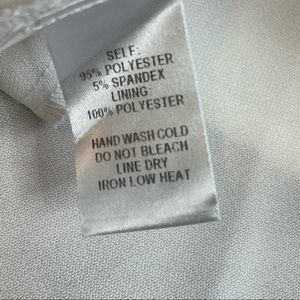 SELF:
95% POLYESTER
5% SPANDEX
LINING:
100% POLYESTER
HAND WASH COLD
DO NOT BLEACH
LINE DRY
IRON LOW HEAT